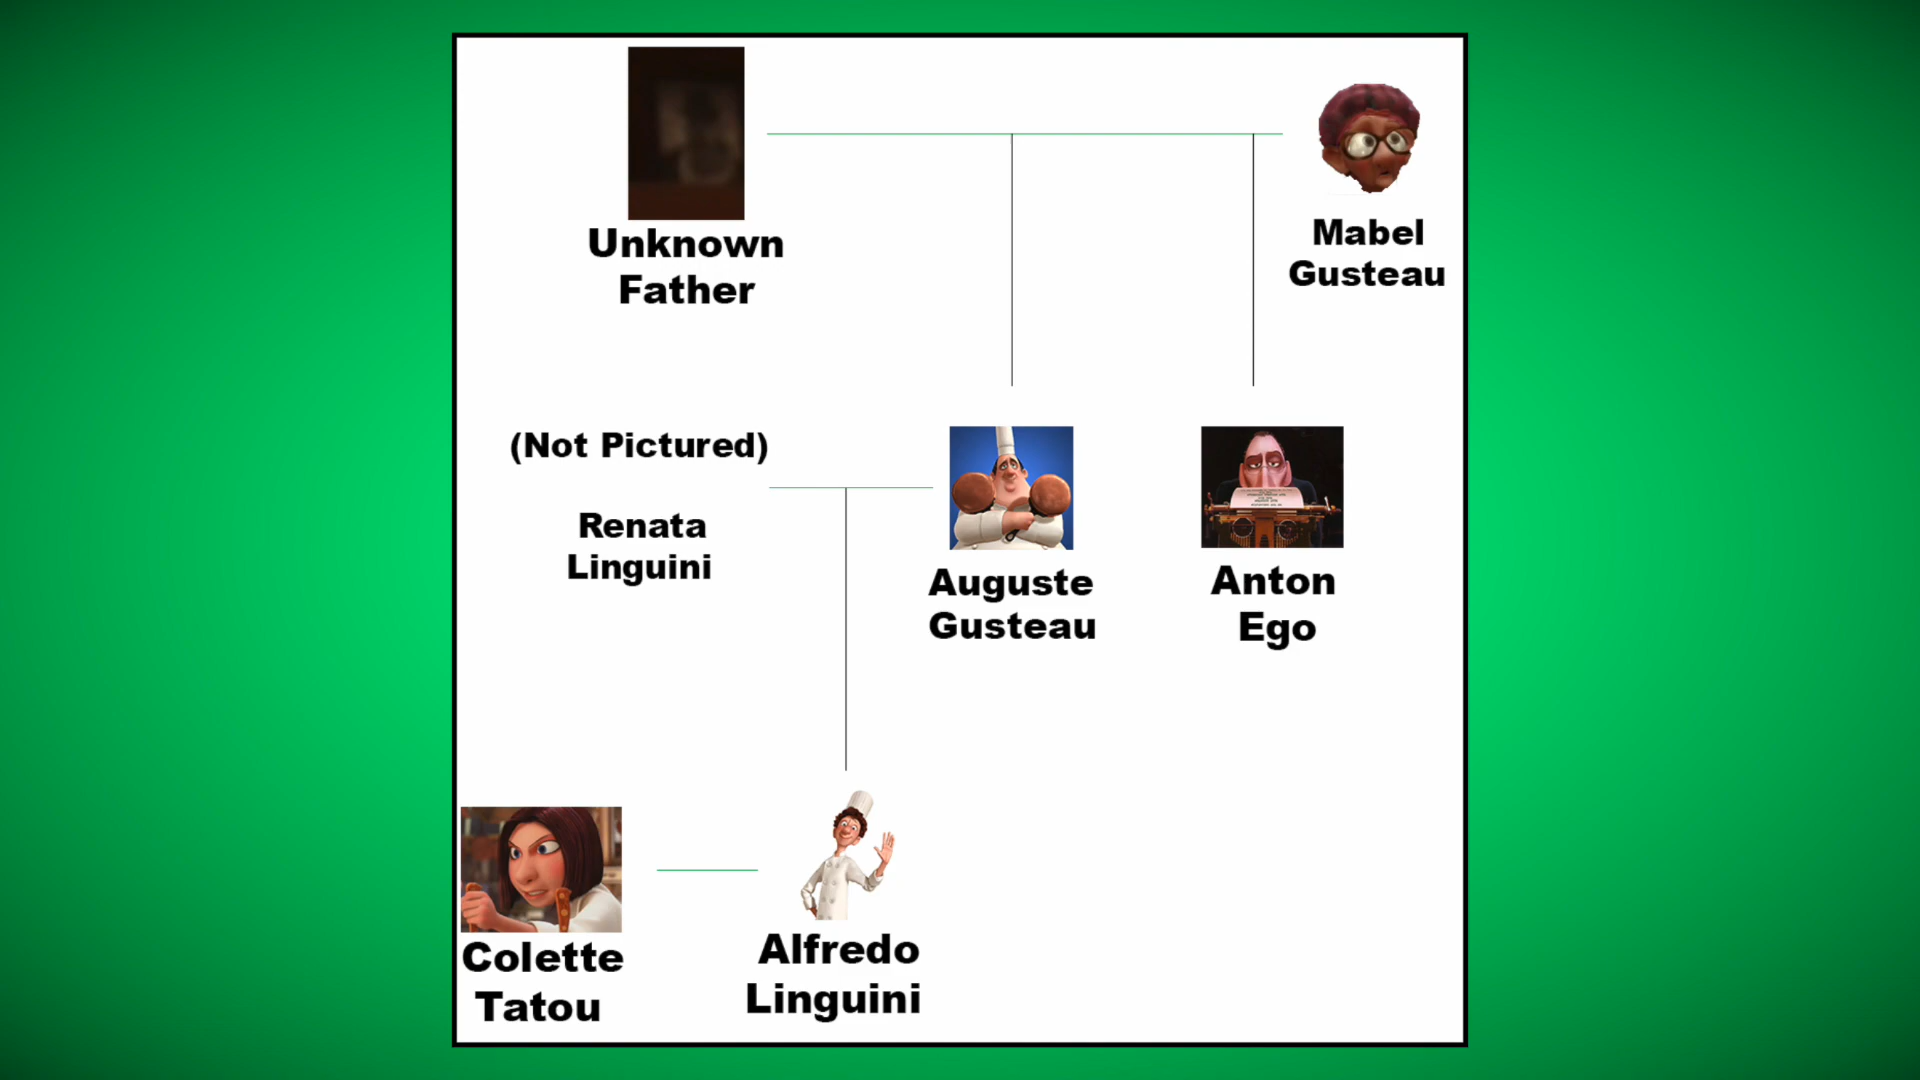 Unknown
Father
Mabel
Gusteau
(Not Pictured)
Renata
Linguini
Auguste
Gusteau
Anton
Ego
Colette
Tatou
Alfredo
Linguini